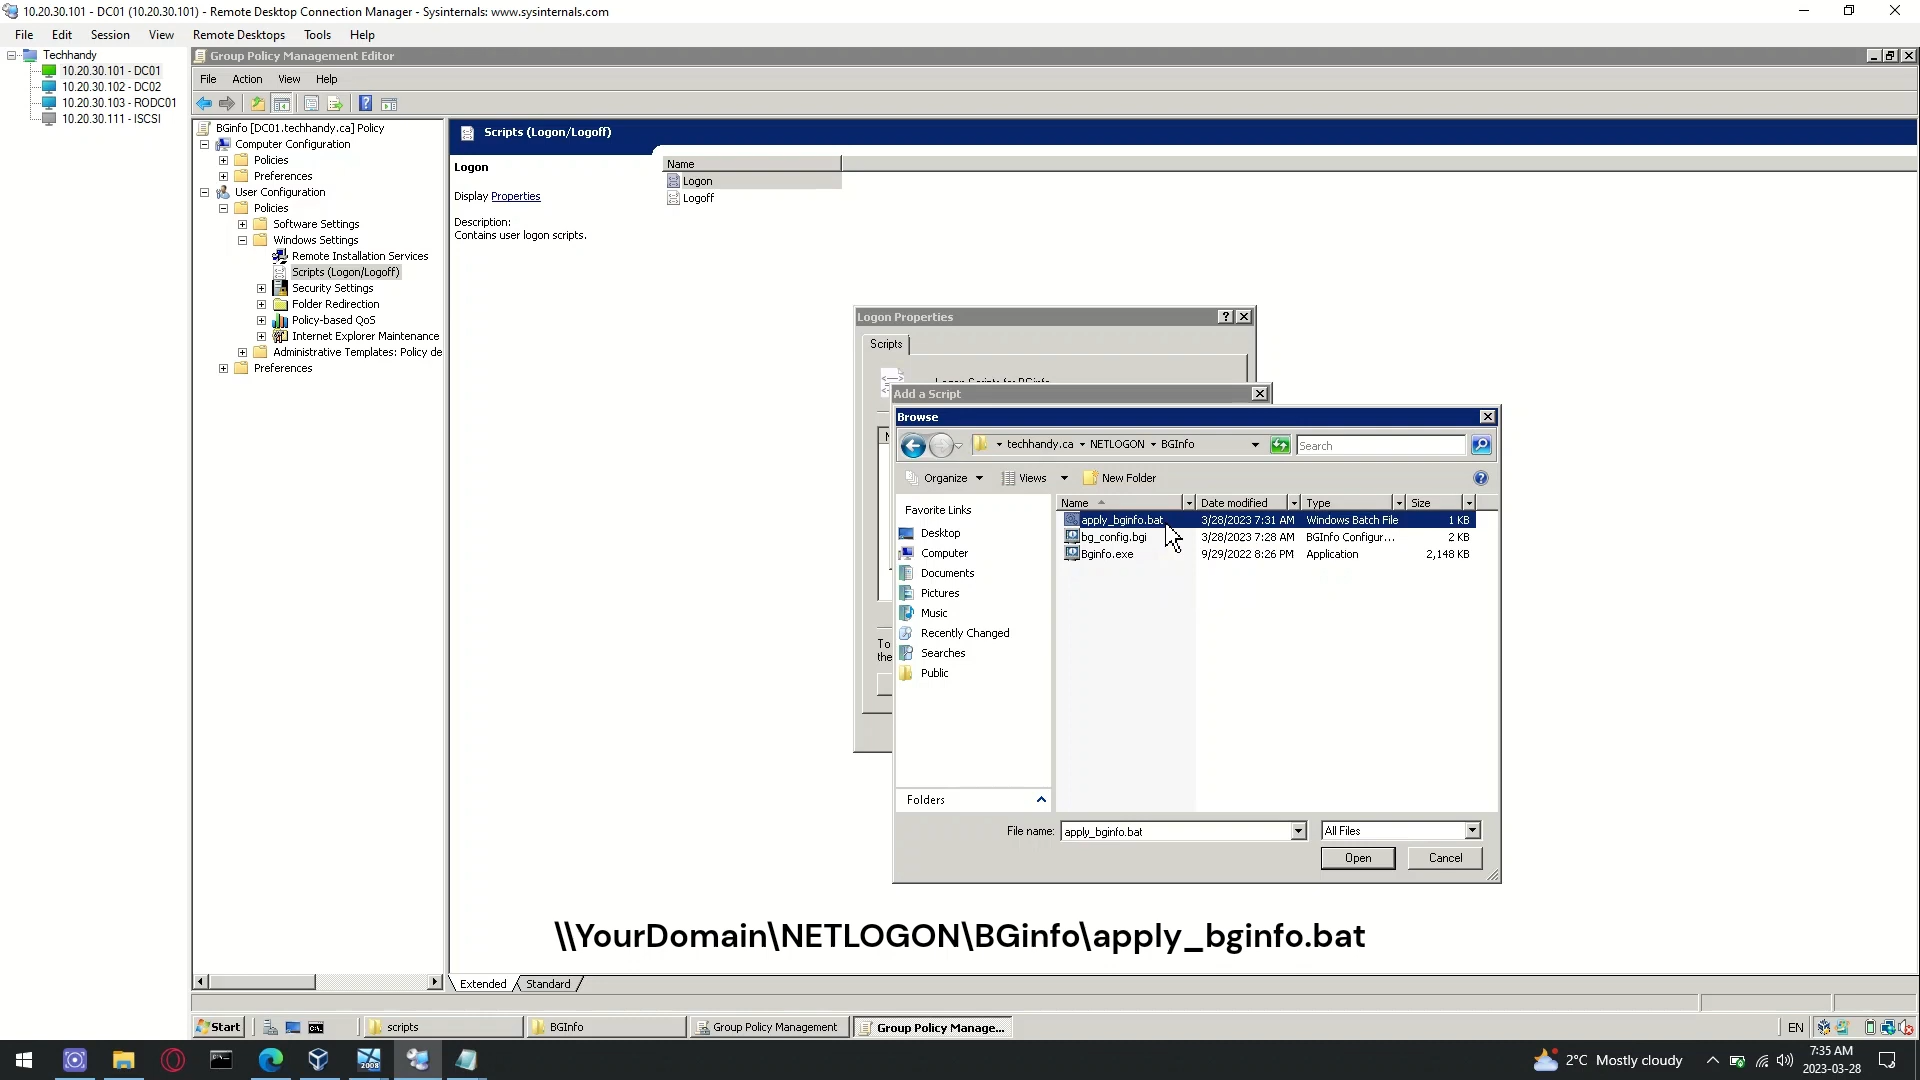 10.20.30.101 - DC01 (10.20.30.101) - Remote Desktop Connection Manager - Sysinternals: www.sysinternals.com
File Edit Session View Remote Desktops Tools Help
Techhandy
10.20.30.101 - DC01
10.20.30.102 - DC02
10.20.30.103 - RODC01
10.20.30.111 - ISCSI
Group Policy Management Editor
File Action View Help
BGinfo [DC01.techhandy.ca] Policy
Computer Configuration
Policies
Preferences
User Configuration
Policies
Software Settings
Windows Settings
Remote Installation Services
Scripts (Logon/Logoff)
Security Settings
Folder Redirection
Policy-based QoS
Internet Explorer Maintenance
Administrative Templates: Policy de
Preferences
Scripts (Logon/Logoff)
Logon
Display Properties
Description:
Contains user logon scripts.
Name
Logon
Logoff
Logon Properties
Scripts
Logon Scripts for BGinfo
To
the
Add a Script
Browse
techhandy.ca NETLOGON BGInfo
Search
Organize Views New Folder
Favorite Links
Desktop
Computer
Documents
Pictures
Music
Recently Changed
Searches
Public
Folders
Name Date modified Type Size
apply_bginfo.bat 3/28/2023 7:31 AM Windows Batch File 1 KB
bg_config.bgi 3/28/2023 7:28 AM BGInfo Configur... 2 KB
Bginfo.exe 9/29/2022 8:26 PM Application 2,148 KB
File name: apply_bginfo.bat All Files
Open Cancel
\\YourDomain\NETLOGON\BGinfo\apply_bginfo.bat
Extended Standard
Start scripts BGInfo Group Policy Management Group Policy Manage... EN
2008
2°C Mostly cloudy
7:35 AM
2023-03-28